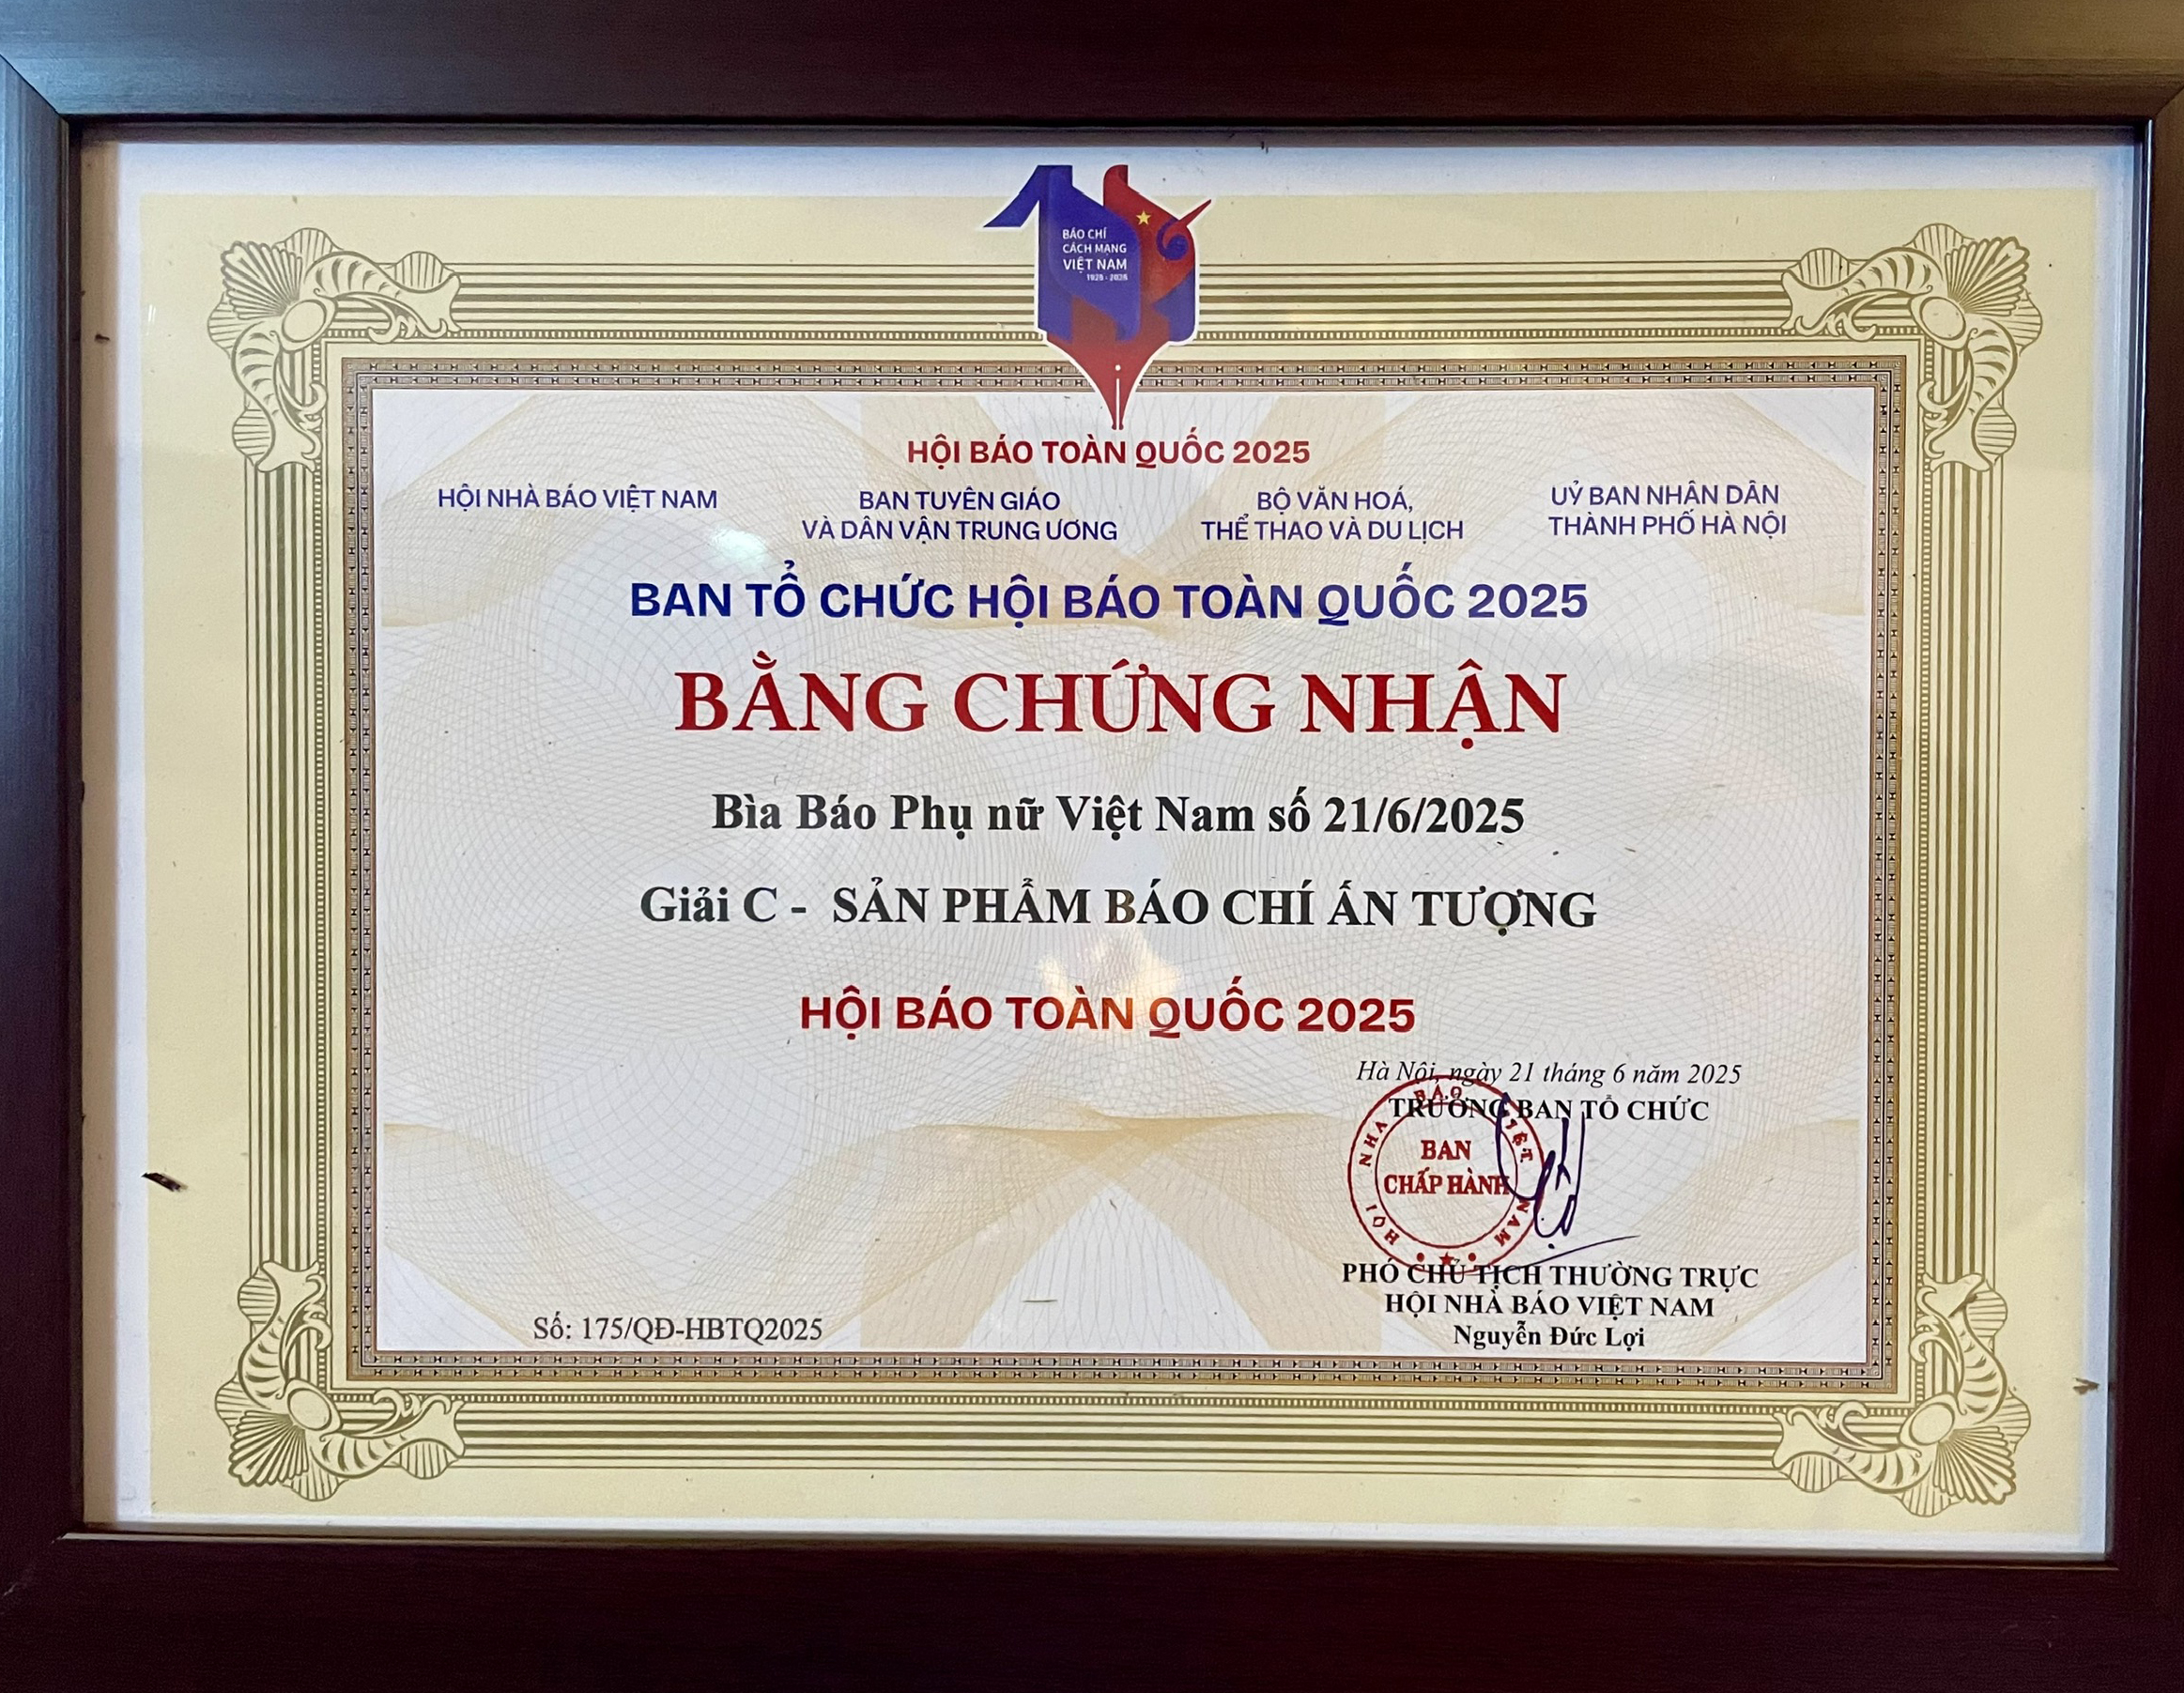 BÁO CHÍ
CÁCH MẠNG
VIỆT NAM
1925 - 2025
HỘI BÁO TOÀN QUỐC 2025
HỘI NHÀ BÁO VIỆT NAM
BAN TUYÊN GIÁO
VÀ DÂN VẬN TRUNG ƯƠNG
BỘ VĂN HOÁ,
THỂ THAO VÀ DU LỊCH
UỶ BAN NHÂN DÂN
THÀNH PHỐ HÀ NỘI
BAN TỔ CHỨC HỘI BÁO TOÀN QUỐC 2025
BẰNG CHỨNG NHẬN
Bìa Báo Phụ nữ Việt Nam số 21/6/2025
Giải C - SẢN PHẨM BÁO CHÍ ẤN TƯỢNG
HỘI BÁO TOÀN QUỐC 2025
Hà Nội, ngày 21 tháng 6 năm 2025
TRƯỞNG BAN TỔ CHỨC
HỘI NHÀ BÁO VIỆT NAM
BAN
CHẤP HÀNH
PHÓ CHỦ TỊCH THƯỜNG TRỰC
HỘI NHÀ BÁO VIỆT NAM
Nguyễn Đức Lợi
Số: 175/QĐ-HBTQ2025